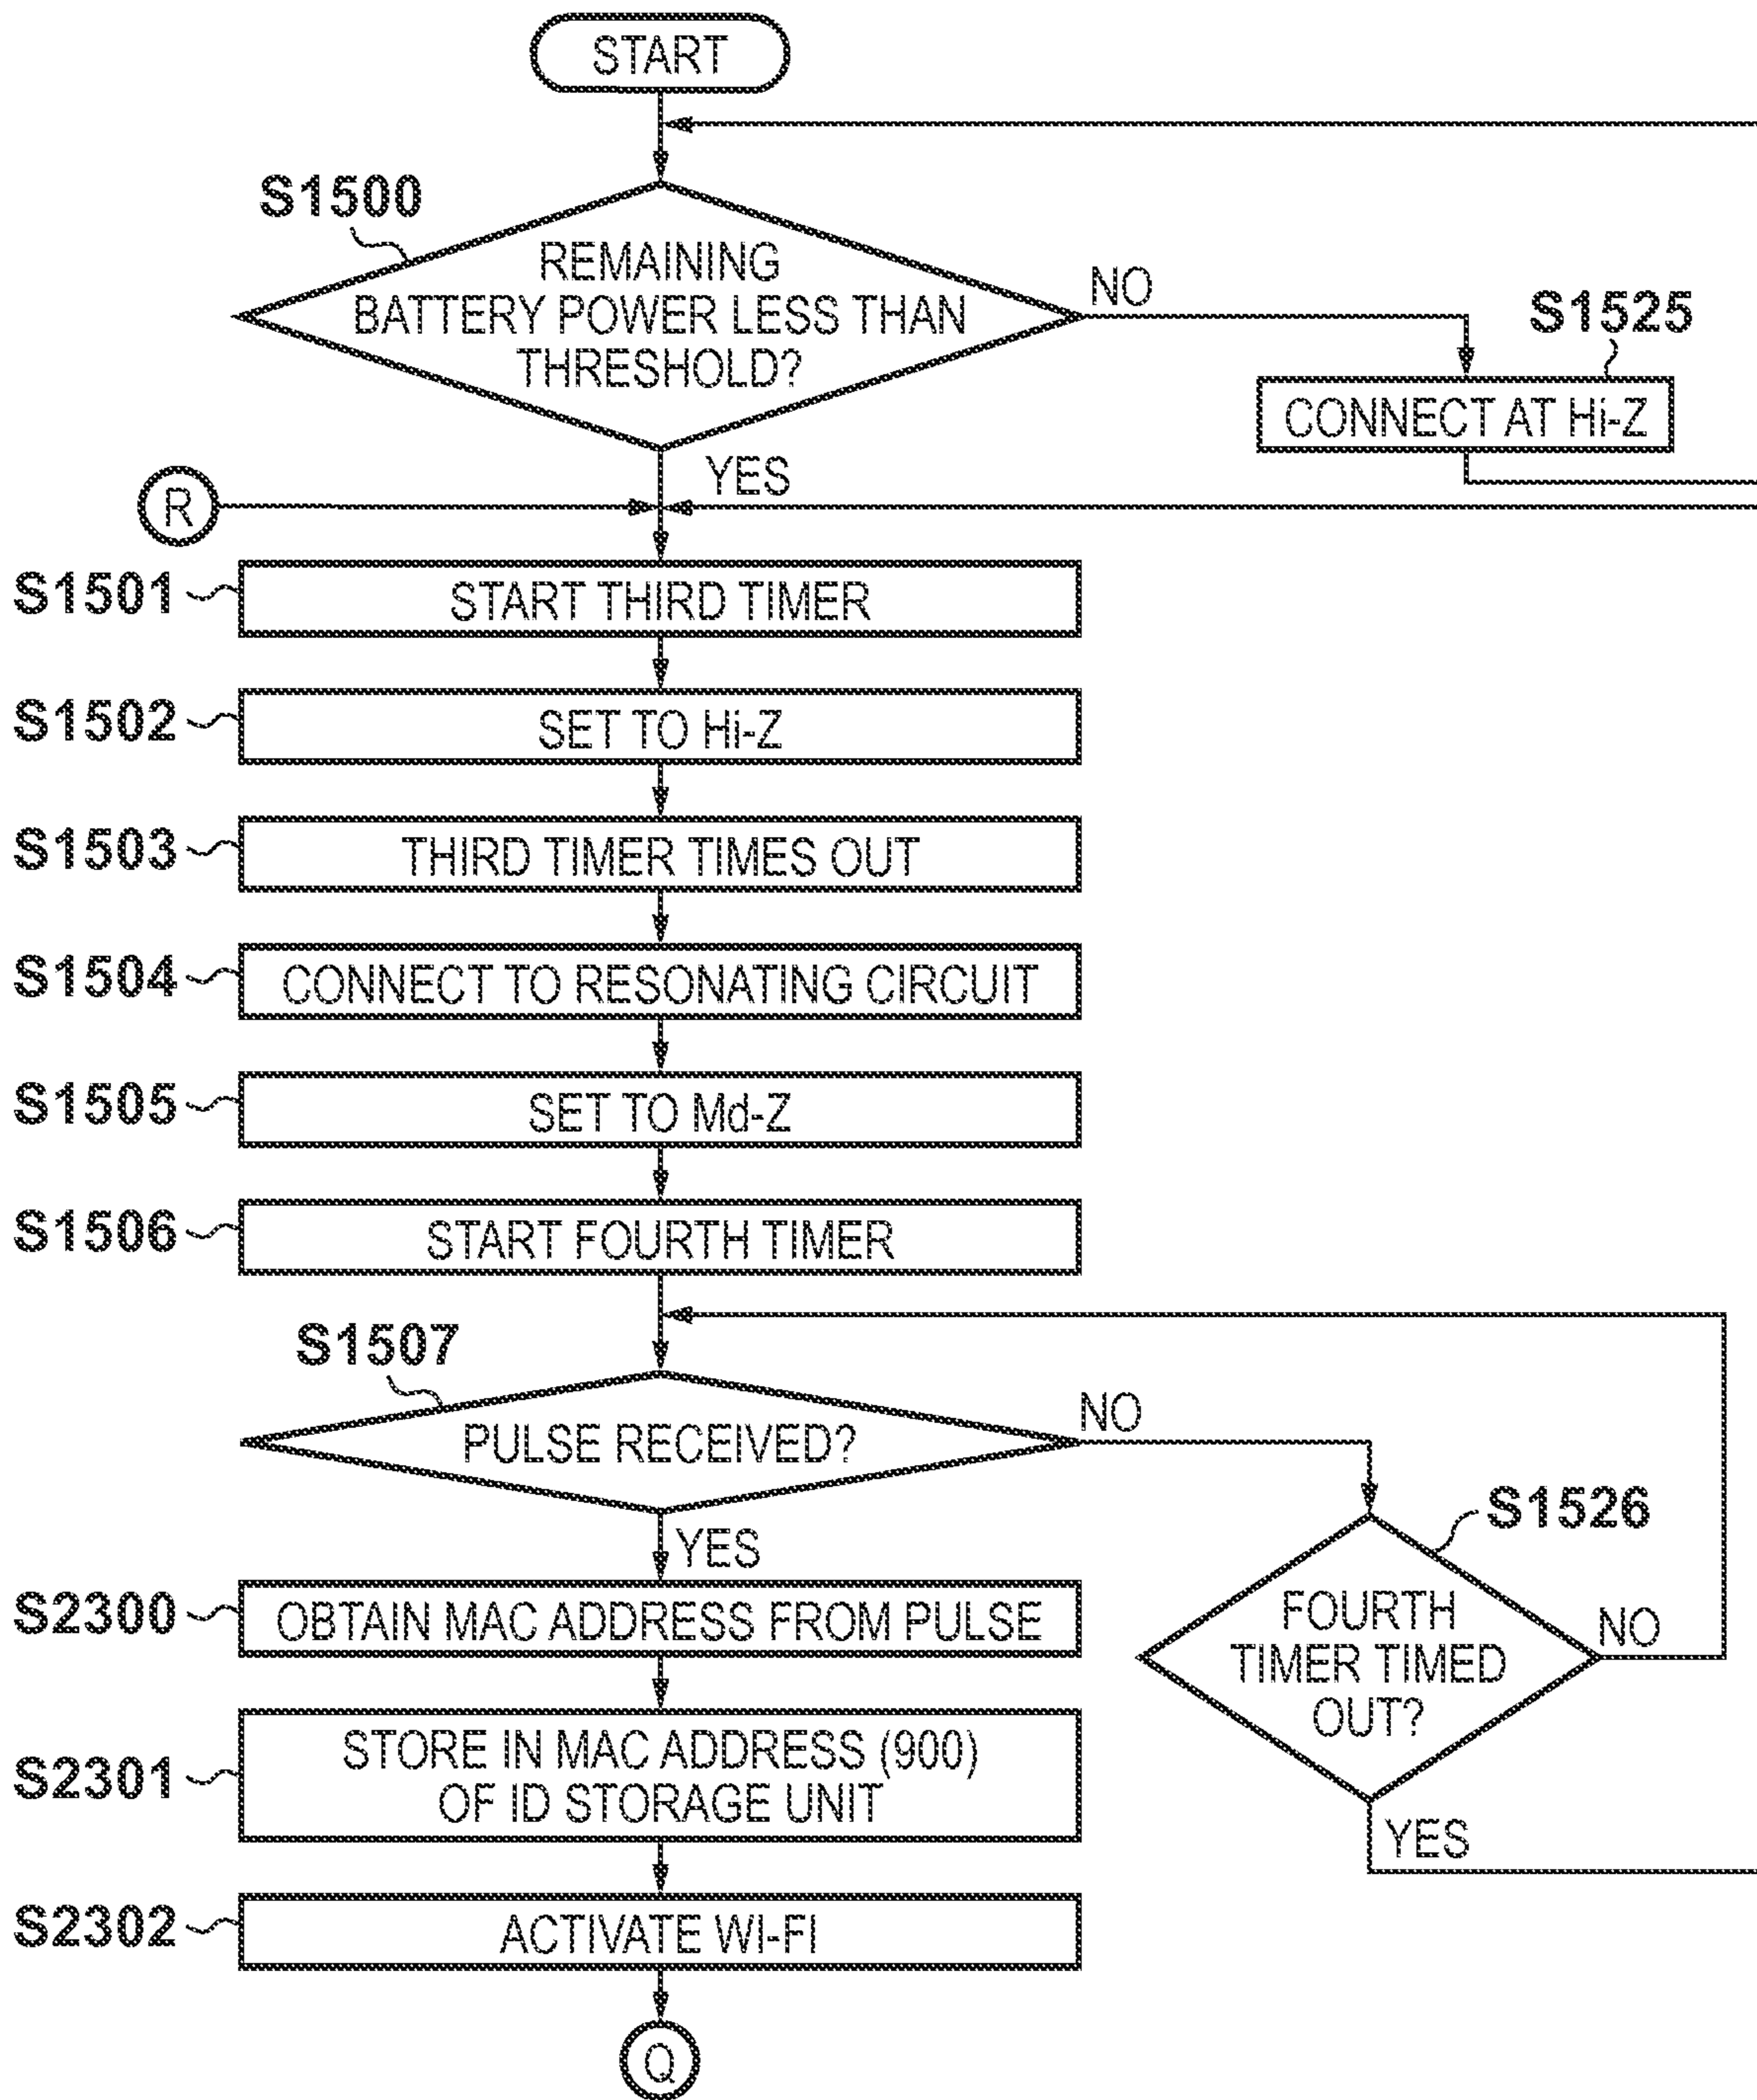 START
S1500
REMAINING
BATTERY POWER LESS THAN
THRESHOLD?
NO
S1525
CONNECT AT Hi-Z
YES
R
S1501
START THIRD TIMER
S1502
SET TO Hi-Z
S1503
THIRD TIMER TIMES OUT
S1504
CONNECT TO RESONATING CIRCUIT
S1505
SET TO Md-Z
S1506
START FOURTH TIMER
S1507
PULSE RECEIVED?
NO
S1526
YES
S2300
OBTAIN MAC ADDRESS FROM PULSE
FOURTH
TIMER TIMED
OUT?
NO
S2301
STORE IN MAC ADDRESS (900)
OF ID STORAGE UNIT
YES
S2302
ACTIVATE WI-FI
Q